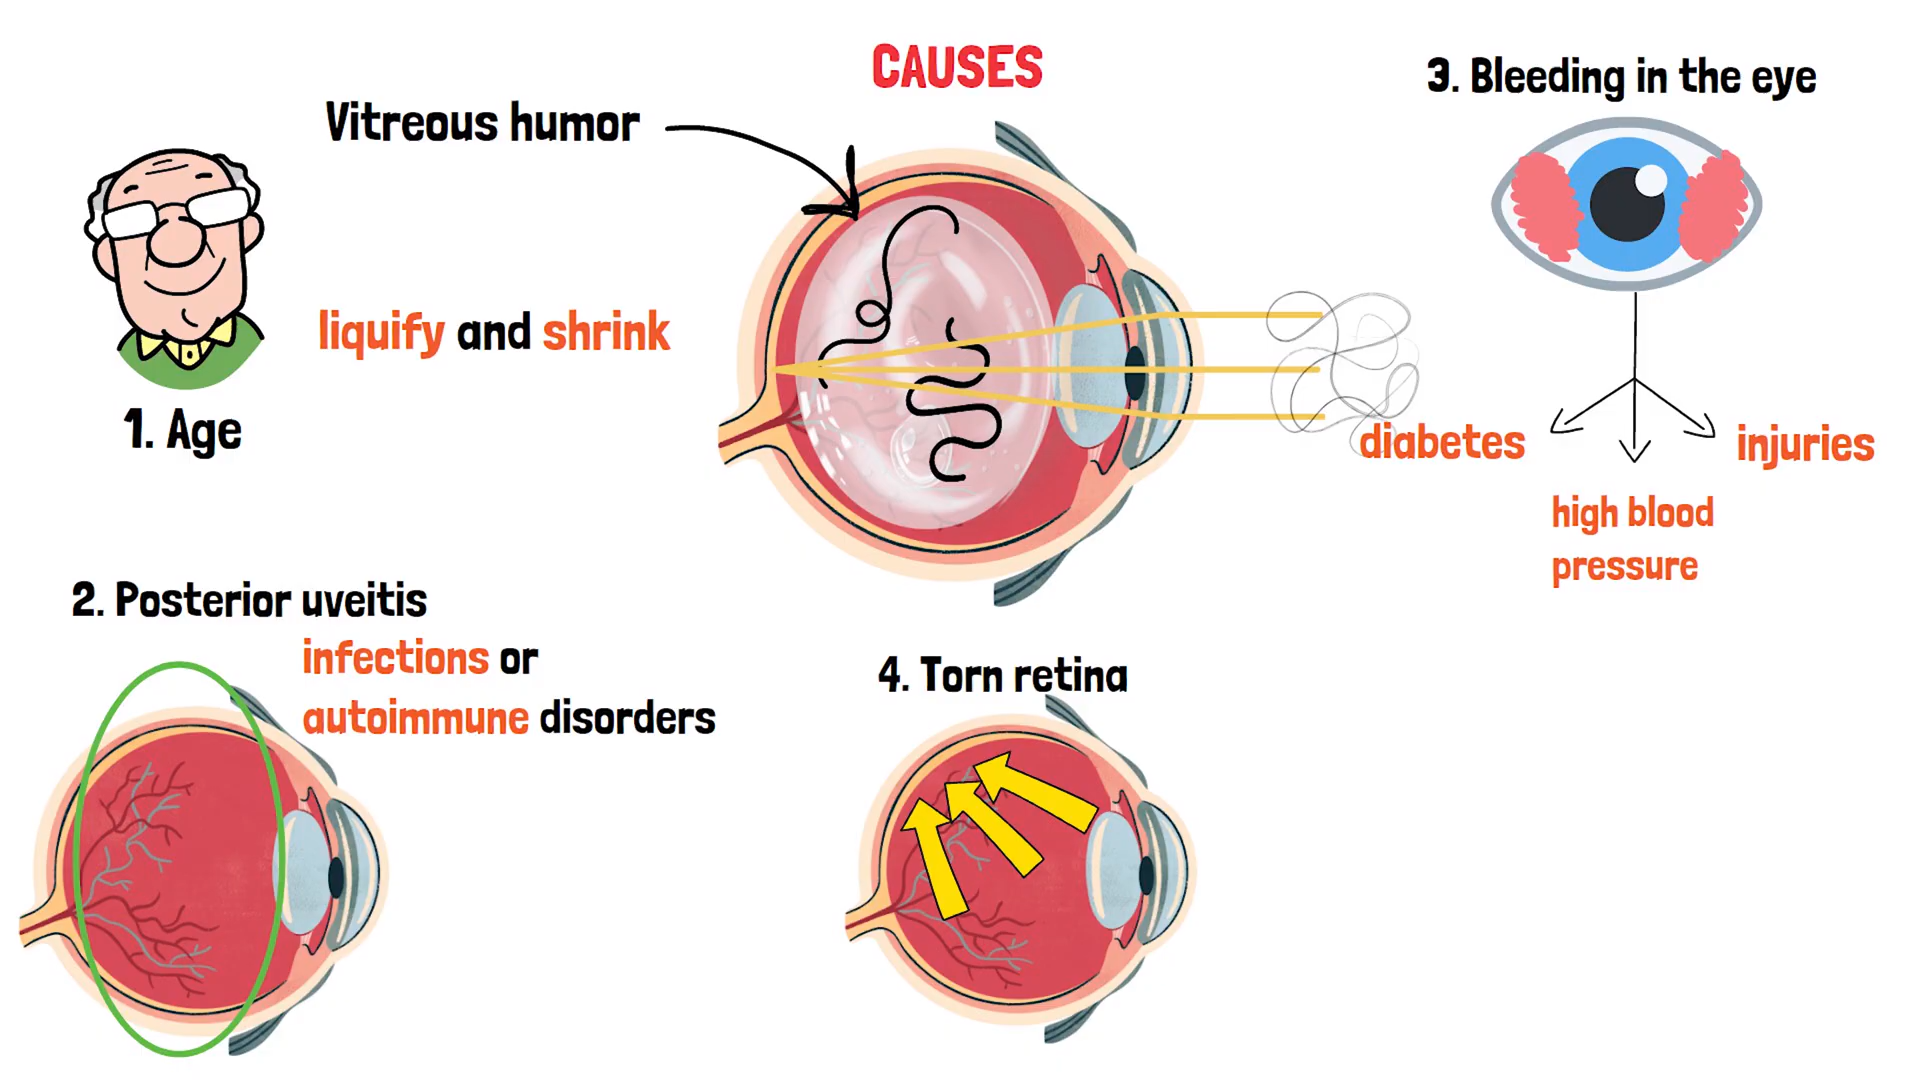 CAUSES
Vitreous humor
liquify and shrink
1. Age
2. Posterior uveitis
infections or
autoimmune disorders
3. Bleeding in the eye
diabetes
high blood
pressure
injuries
4. Torn retina